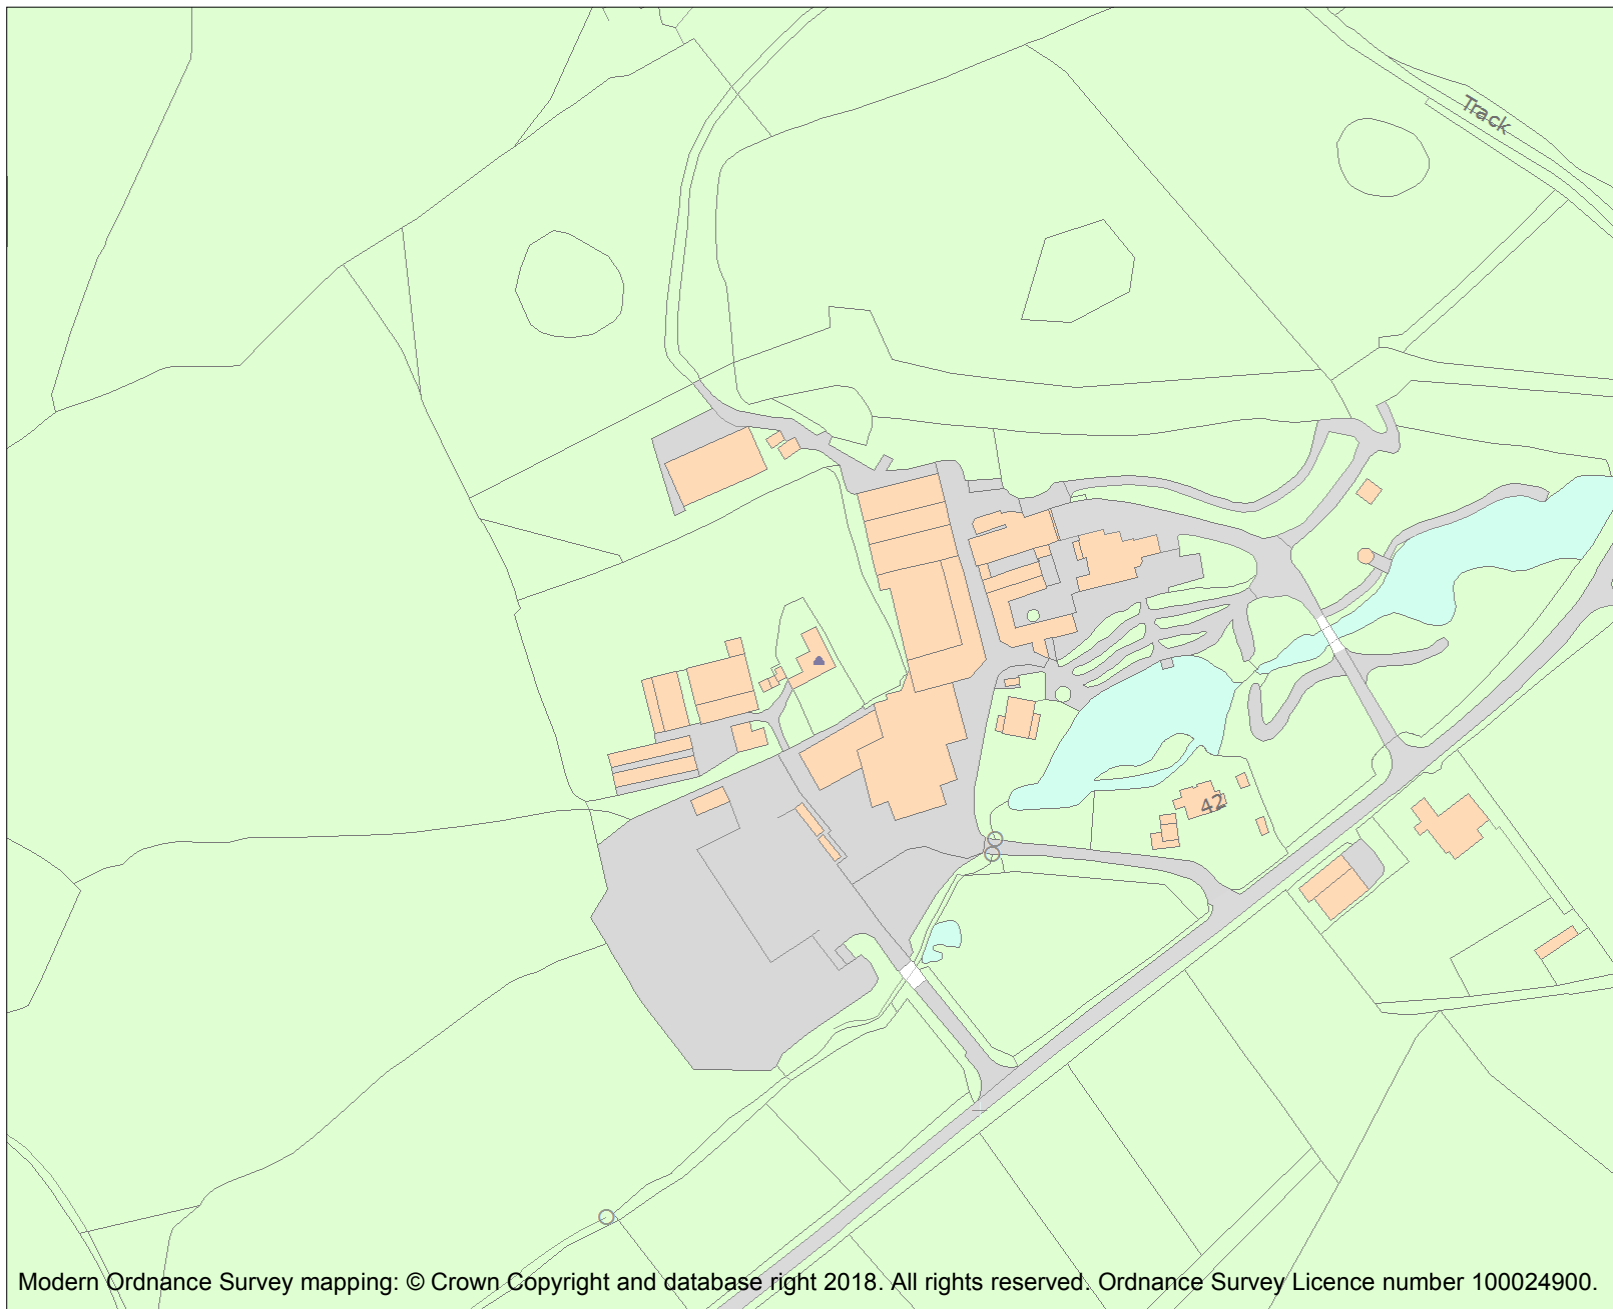 Track
42
Modern Ordnance Survey mapping: © Crown Copyright and database right 2018. All rights reserved. Ordnance Survey Licence number 100024900.